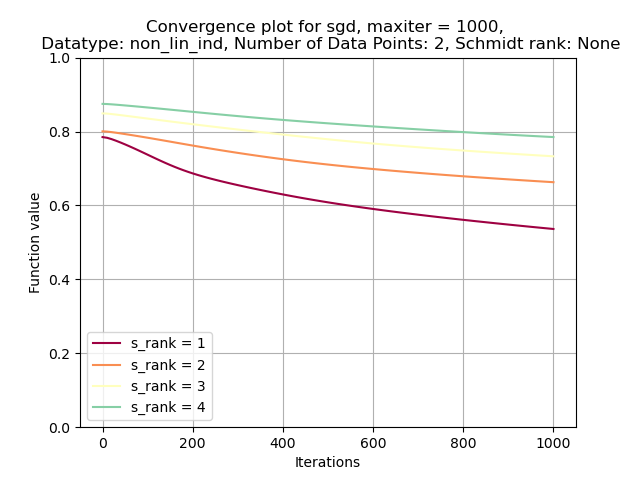 Convergence plot for sgd, maxiter = 1000,
Datatype: non_lin_ind, Number of Data Points: 2, Schmidt rank: None
1.0
0.8
0.6
0.4
0.2
0.0
Function value
s_rank = 1
s_rank = 2
s_rank = 3
s_rank = 4
0 200 400 600 800 1000
Iterations